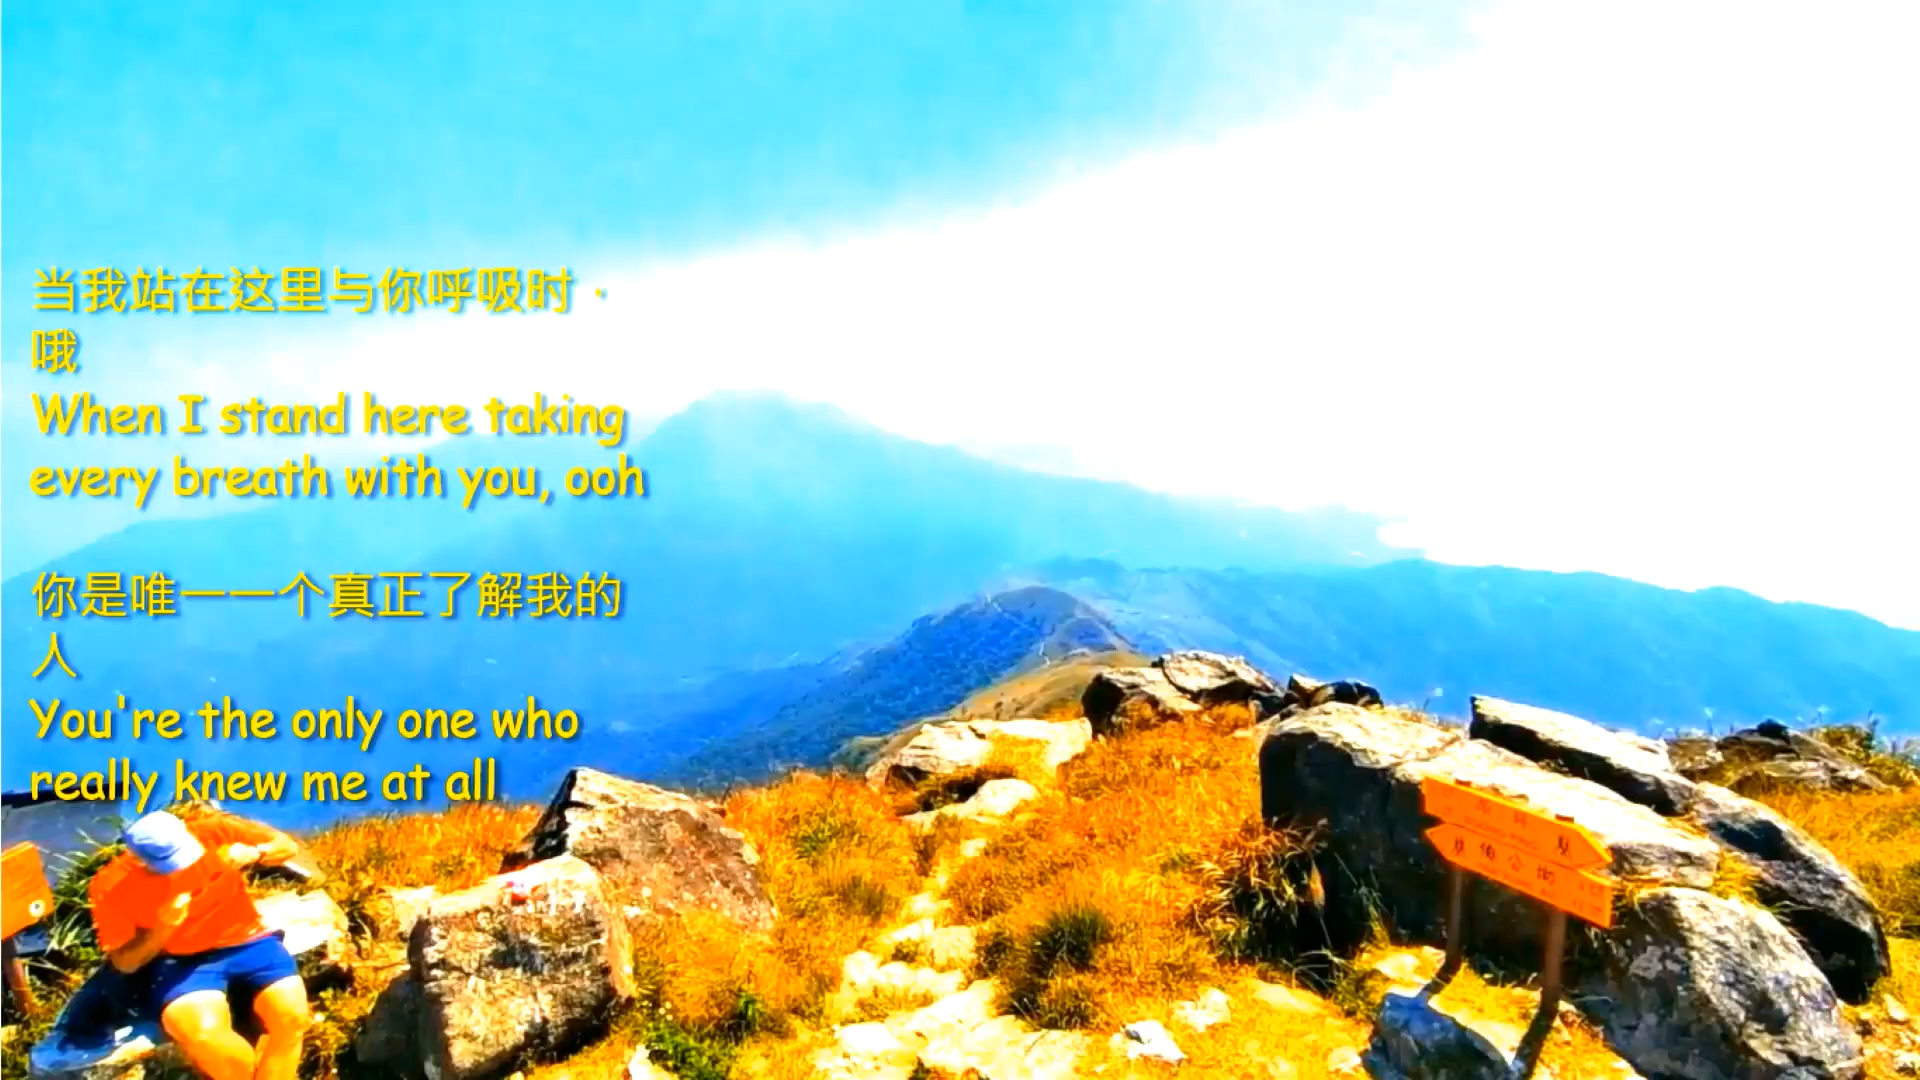 当我站在这里与你呼吸时，
哦
When I stand here taking
every breath with you, ooh
你是唯一一个真正了解我的
人
You're the only one who
really knew me at all